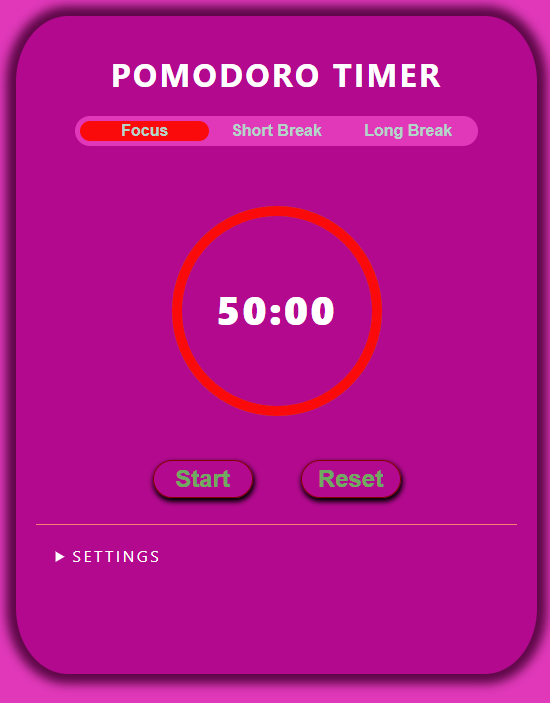 POMODORO TIMER
Focus Short Break Long Break
50:00
Start Reset
SETTINGS